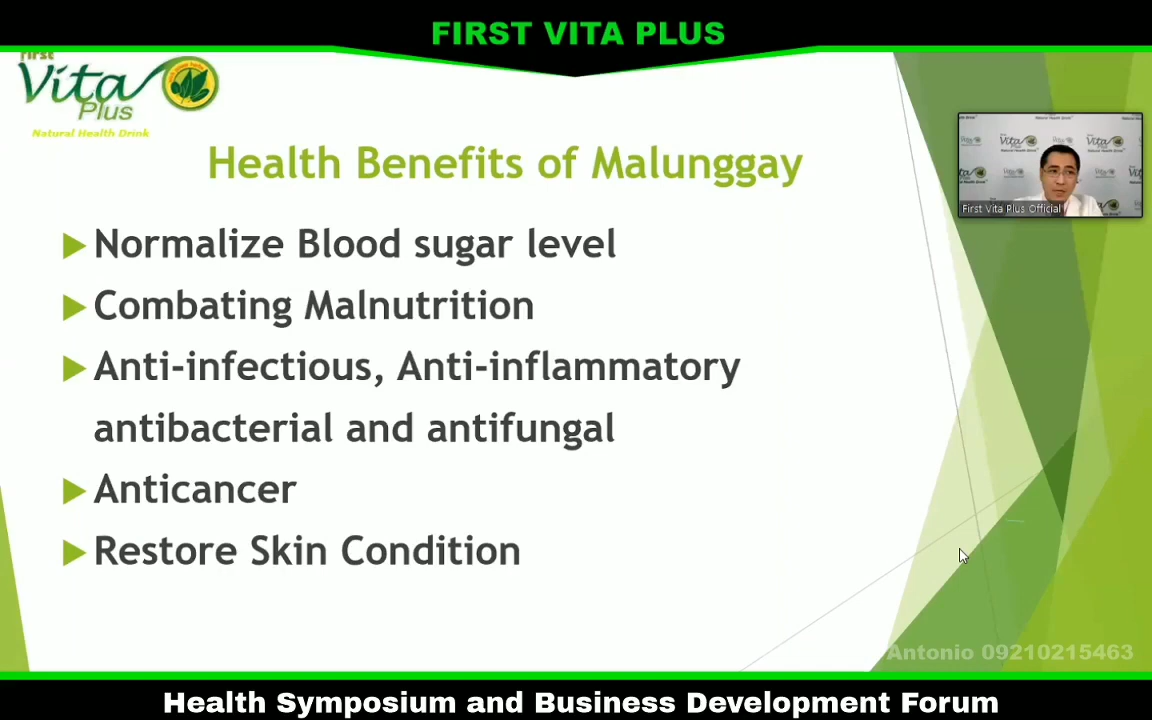 FIRST VITA PLUS
first
Vita
Plus
Natural Health Drink
Health Benefits of Malunggay
Normalize Blood sugar level
Combating Malnutrition
Anti-infectious, Anti-inflammatory
antibacterial and antifungal
Anticancer
Restore Skin Condition
First Vita Plus Official
Antonio 09210215463
Health Symposium and Business Development Forum